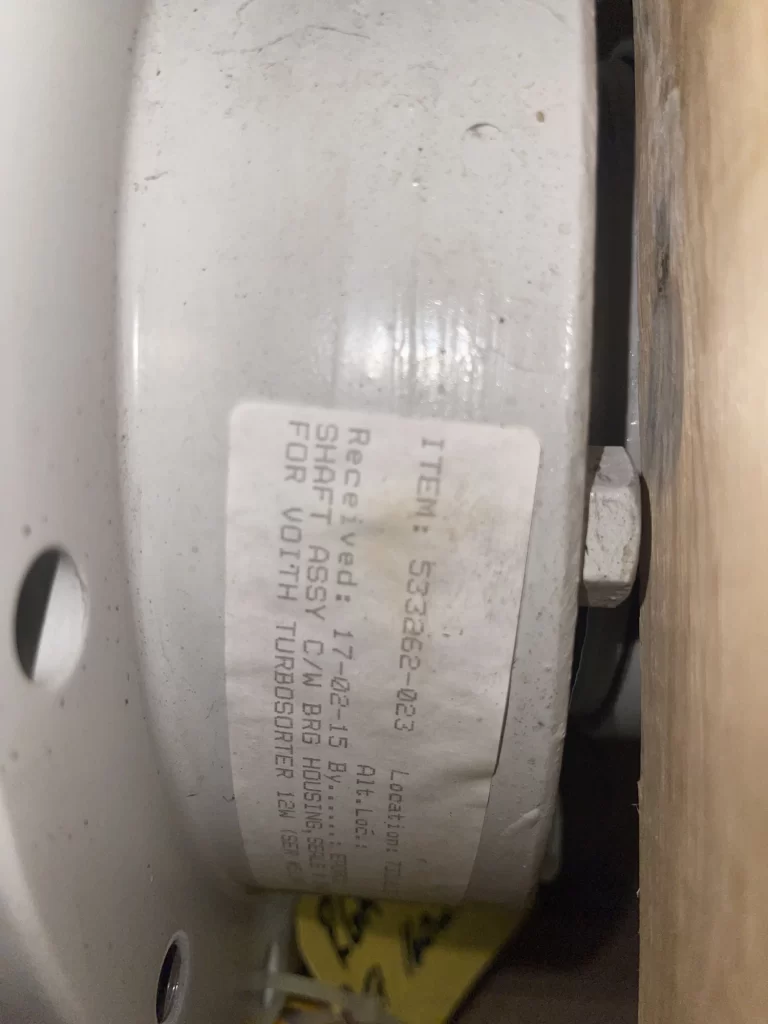 ITEM: 533262-023 Location:
Alt.Loc.:
Received: 17-02-15 By.....:
SHAFT ASSY C/W BRG HOUSING,
FOR VOITH TURBOSORTER 12W (SER